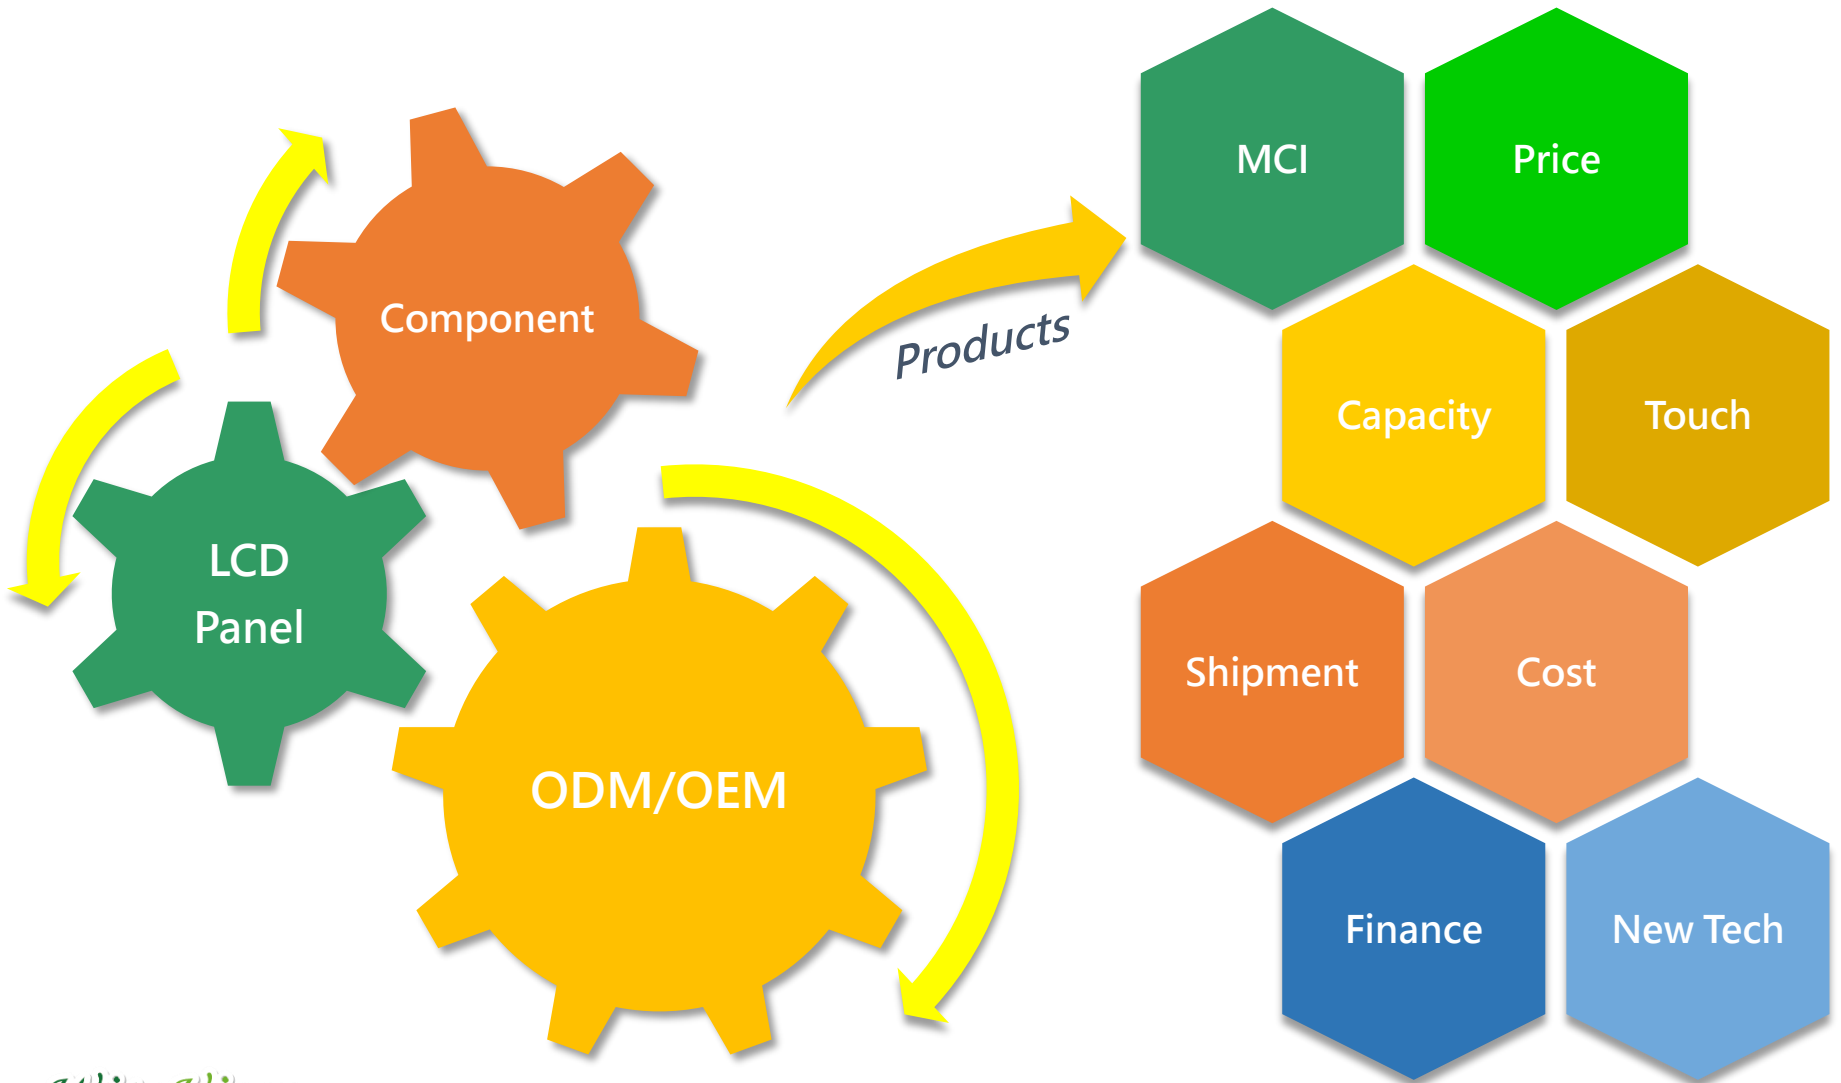 Component
LCD
Panel
ODM/OEM
Products
MCI
Price
Capacity
Touch
Shipment
Cost
Finance
New Tech